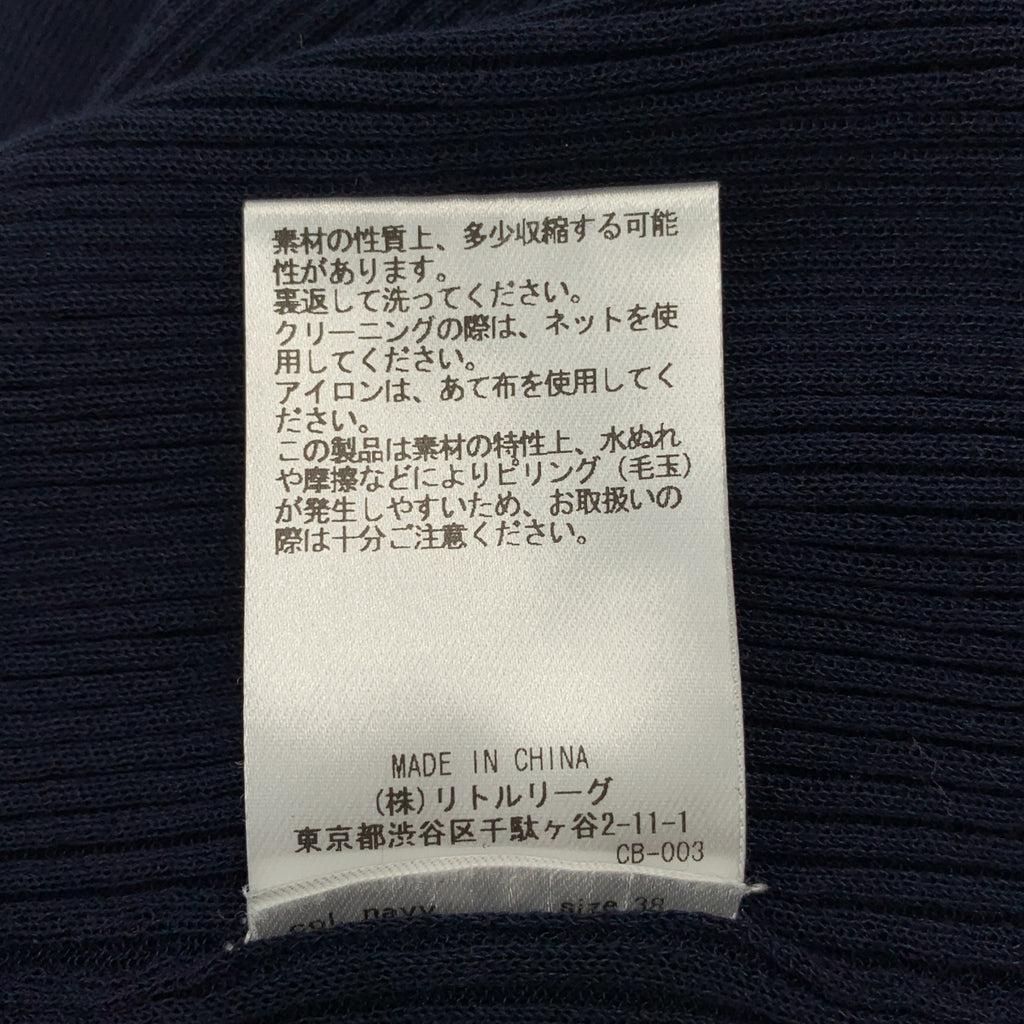 素材の性質上、多少収縮する可能
性があります。
裏返して洗ってください。
クリーニングの際は、ネットを使
用してください。
アイロンは、あて布を使用してく
ださい。
この製品は素材の特性上、水ぬれ
や摩擦などによりピリング（毛玉）
が発生しやすいため、お取扱いの
際は十分ご注意ください。
MADE IN CHINA
(株)リトルリーグ
東京都渋谷区千駄ヶ谷2-11-1
CB-003
col. navy size 38